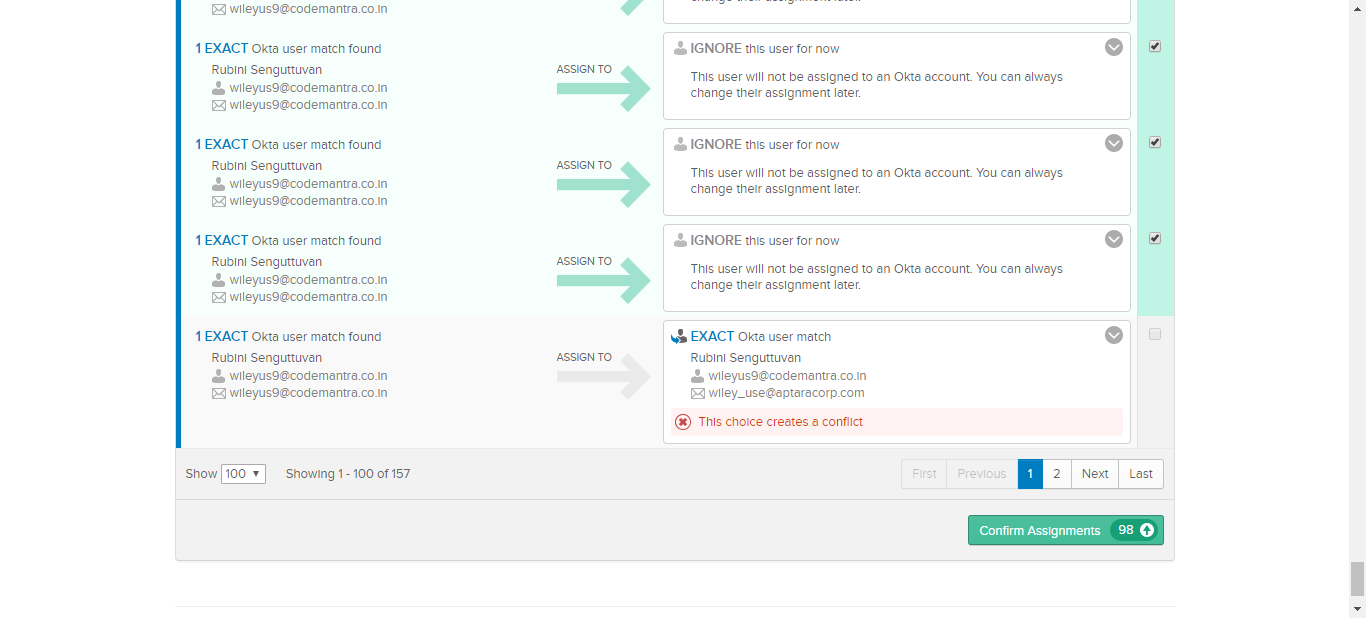 wileyus9@codemantra.co.in
change their assignment later.
1 EXACT Okta user match found
Rubini Senguttuvan
wileyus9@codemantra.co.in
wileyus9@codemantra.co.in
ASSIGN TO
IGNORE this user for now
This user will not be assigned to an Okta account. You can always
change their assignment later.
1 EXACT Okta user match found
Rubini Senguttuvan
wileyus9@codemantra.co.in
wileyus9@codemantra.co.in
ASSIGN TO
IGNORE this user for now
This user will not be assigned to an Okta account. You can always
change their assignment later.
1 EXACT Okta user match found
Rubini Senguttuvan
wileyus9@codemantra.co.in
wileyus9@codemantra.co.in
ASSIGN TO
IGNORE this user for now
This user will not be assigned to an Okta account. You can always
change their assignment later.
1 EXACT Okta user match found
Rubini Senguttuvan
wileyus9@codemantra.co.in
wileyus9@codemantra.co.in
ASSIGN TO
EXACT Okta user match
Rubini Senguttuvan
wileyus9@codemantra.co.in
wiley_use@aptaracorp.com
This choice creates a conflict
Show 100 Showing 1 - 100 of 157
First Previous 1 2 Next Last
Confirm Assignments 98